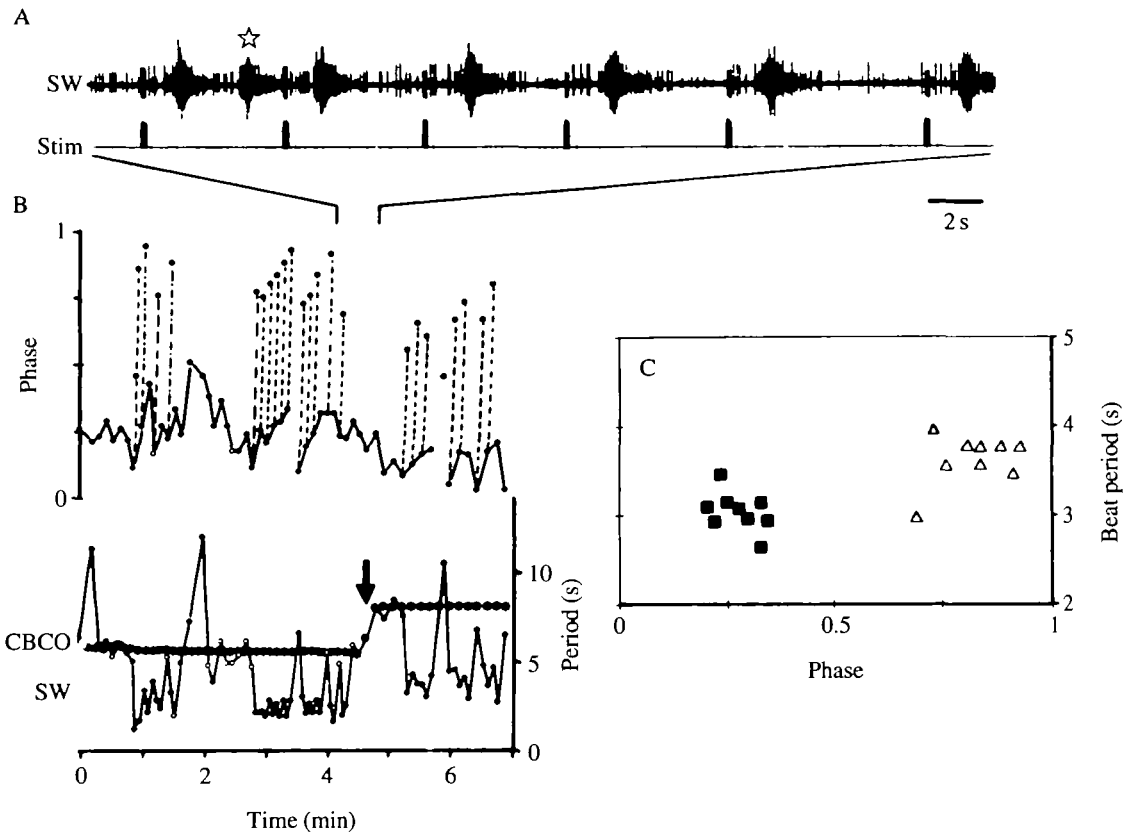 A
SW
Stim
2 s
B
1
Phase
0
CBCO
SW
10
5
0
Period (s)
0 2 4 6
Time (min)
C
5
4
3
2
Beat period (s)
0 0.5 1
Phase